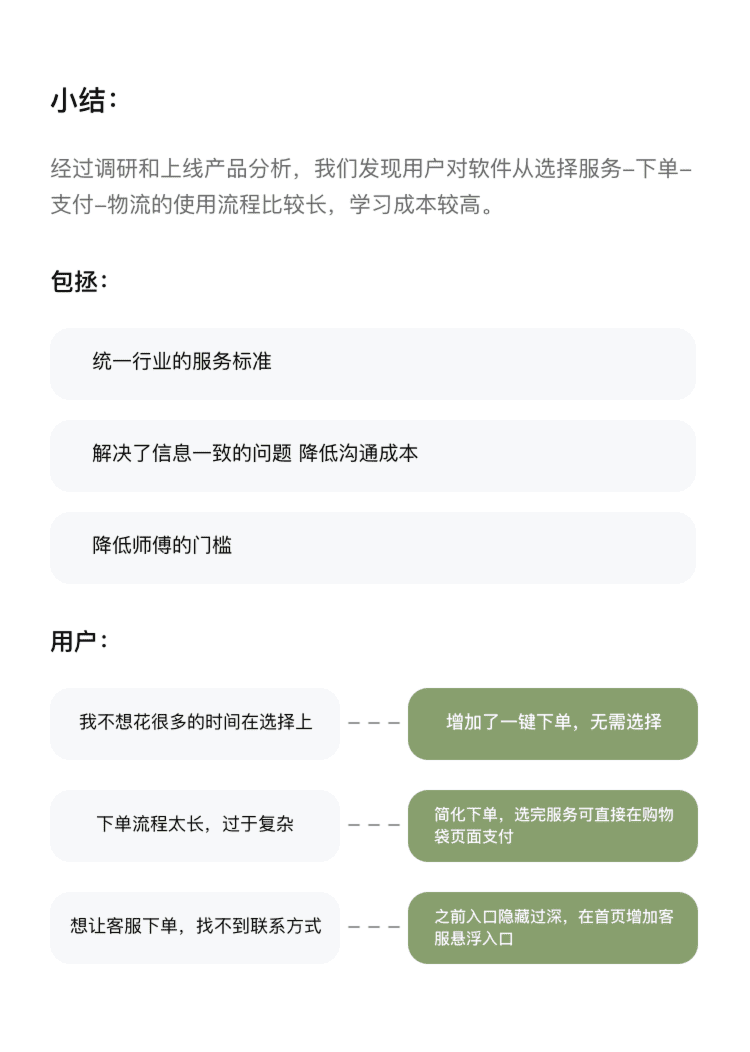 小结：
经过调研和上线产品分析，我们发现用户对软件从选择服务–下单–
支付–物流的使用流程比较长，学习成本较高。
包拯：
统一行业的服务标准
解决了信息一致的问题 降低沟通成本
降低师傅的门槛
用户：
我不想花很多的时间在选择上
增加了一键下单，无需选择
下单流程太长，过于复杂
简化下单，选完服务可直接在购物
袋页面支付
想让客服下单，找不到联系方式
之前入口隐藏过深，在首页增加客
服悬浮入口